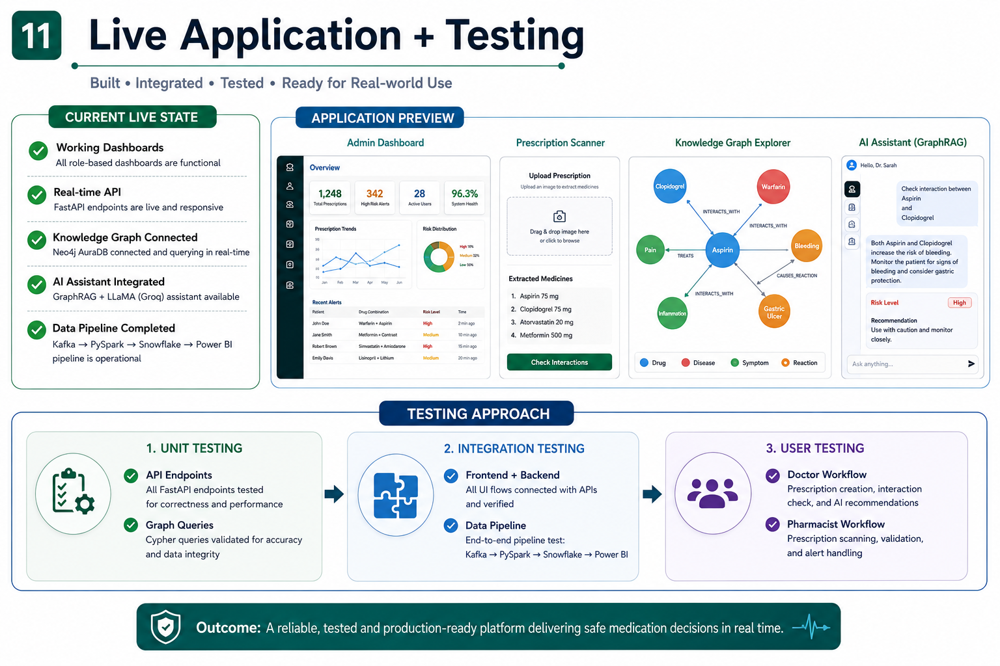 11
Live Application + Testing
Built • Integrated • Tested • Ready for Real-world Use
CURRENT LIVE STATE
Working Dashboards
All role-based dashboards are functional
Real-time API
FastAPI endpoints are live and responsive
Knowledge Graph Connected
Neo4j AuraDB connected and querying in real-time
AI Assistant Integrated
GraphRAG + LLaMA (Groq) assistant available
Data Pipeline Completed
Kafka → PySpark → Snowflake → Power BI
pipeline is operational
APPLICATION PREVIEW
Admin Dashboard
Overview
1,248
Total Prescriptions
342
High Risk Alerts
28
Active Users
96.3%
System Health
Prescription Trends
Jan Feb Mar Apr May Jun
Risk Distribution
High 18%
Medium 32%
Low 50%
Recent Alerts
Patient Drug Combination Risk Level Time
John Doe Warfarin + Aspirin High 2 min ago
Jane Smith Metformin + Contrast Medium 10 min ago
Robert Brown Simvastatin + Amiodarone High 15 min ago
Emily Davis Lisinopril + Lithium Medium 20 min ago
Prescription Scanner
Upload Prescription
Upload an image to extract medicines
Drag & drop image here
or click to browse
Extracted Medicines
1. Aspirin 75 mg
2. Clopidogrel 75 mg
3. Atorvastatin 20 mg
4. Metformin 500 mg
Check Interactions
Knowledge Graph Explorer
Clopidogrel
Warfarin
INTERACTS_WITH
INTERACTS_WITH
Pain
TREATS
Aspirin
Bleeding
CAUSES_REACTION
INTERACTS_WITH
Inflammation
Gastric
Ulcer
Drug
Disease
Symptom
Reaction
AI Assistant (GraphRAG)
Hello, Dr. Sarah
Check interaction between
Aspirin
and
Clopidogrel
Both Aspirin and Clopidogrel
increase the risk of bleeding.
Monitor the patient for signs of
bleeding and consider gastric
protection.
Risk Level High
Recommendation
Use with caution and monitor
closely.
Ask anything...
TESTING APPROACH
1. UNIT TESTING
API Endpoints
All FastAPI endpoints tested
for correctness and performance
Graph Queries
Cypher queries validated for accuracy
and data integrity
2. INTEGRATION TESTING
Frontend + Backend
All UI flows connected with APIs
and verified
Data Pipeline
End-to-end pipeline test:
Kafka → PySpark → Snowflake → Power BI
3. USER TESTING
Doctor Workflow
Prescription creation, interaction
check, and AI recommendations
Pharmacist Workflow
Prescription scanning, validation,
and alert handling
Outcome: A reliable, tested and production-ready platform delivering safe medication decisions in real time.